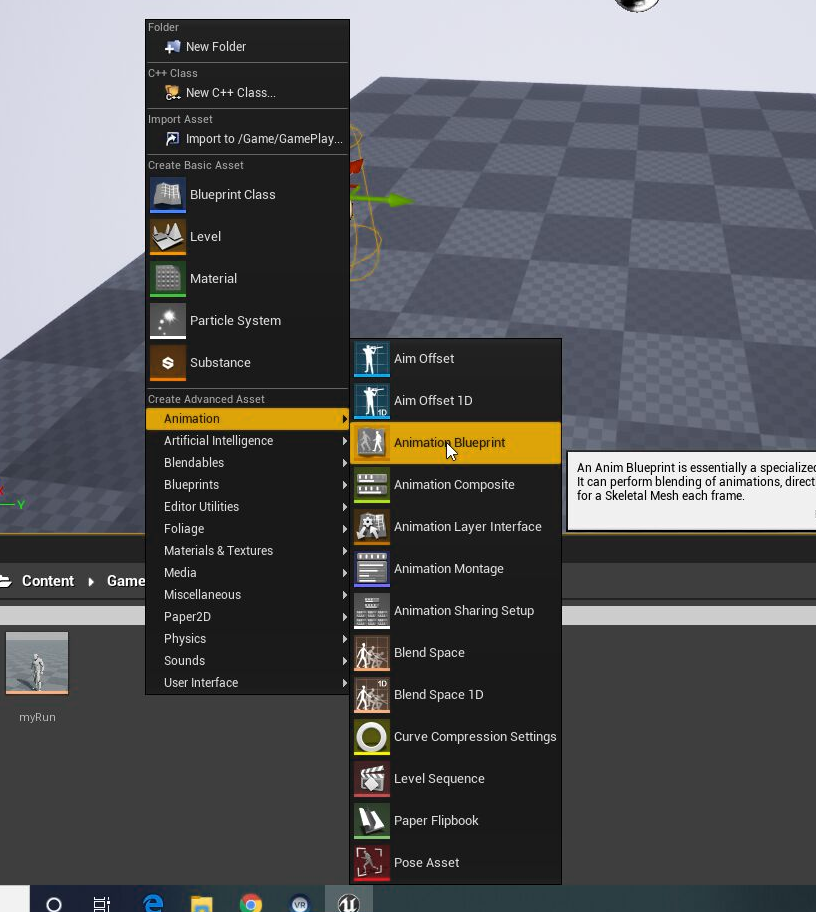 Folder
New Folder
C++ Class
New C++ Class...
Import Asset
Import to /Game/GamePlay...
Create Basic Asset
Blueprint Class
Level
Material
Particle System
Substance
Create Advanced Asset
Animation
Artificial Intelligence
Blendables
Blueprints
Editor Utilities
Foliage
Materials & Textures
Media
Miscellaneous
Paper2D
Physics
Sounds
User Interface
Aim Offset
Aim Offset 1D
1D
Animation Blueprint
Animation Composite
Animation Layer Interface
Animation Montage
Animation Sharing Setup
Blend Space
Blend Space 1D
1D
Curve Compression Settings
Level Sequence
Paper Flipbook
Pose Asset
An Anim Blueprint is essentially a specialized
It can perform blending of animations, direct
for a Skeletal Mesh each frame.
X
Y
Content
Game
myRun
VR